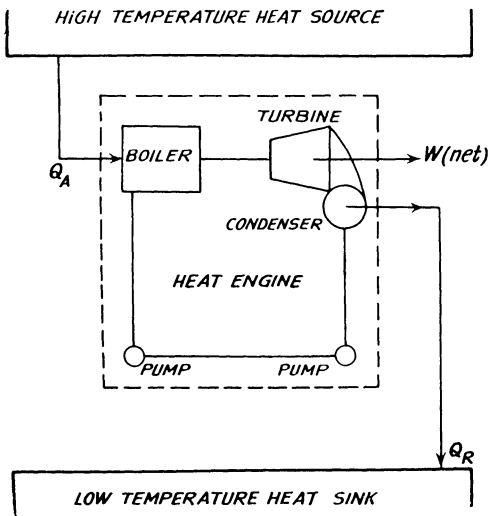 HIGH TEMPERATURE HEAT SOURCE
TURBINE
BOILER
W(net)
QA
CONDENSER
HEAT ENGINE
PUMP
PUMP
QR
LOW TEMPERATURE HEAT SINK